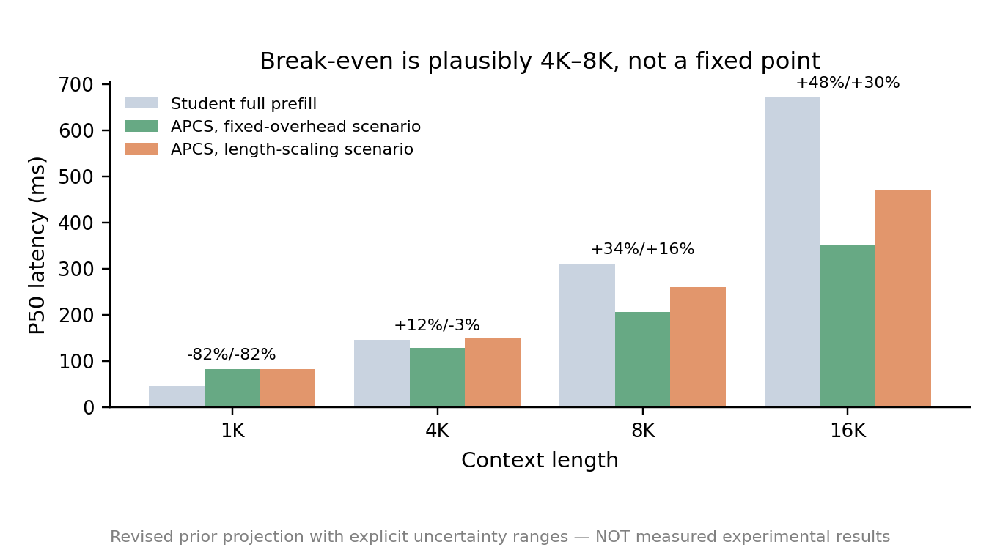 Break-even is plausibly 4K–8K, not a fixed point
+48%/+30%
700
Student full prefill
APCS, fixed-overhead scenario
APCS, length-scaling scenario
600
500
400
300
200
100
0
P50 latency (ms)
+34%/+16%
+12%/-3%
-82%/-82%
1K
4K
8K
16K
Context length
Revised prior projection with explicit uncertainty ranges — NOT measured experimental results